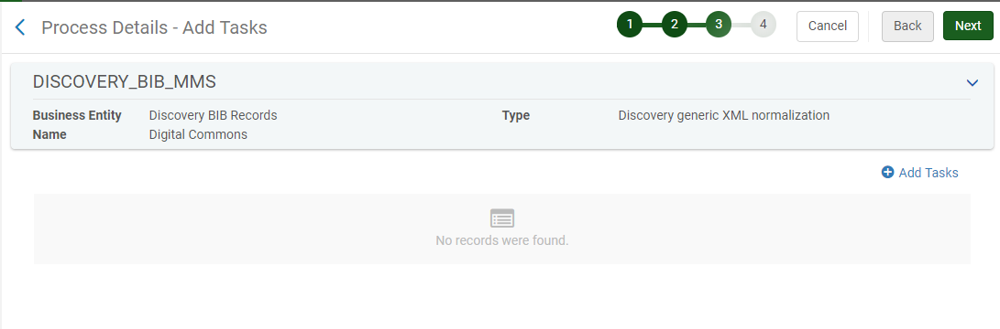 Process Details - Add Tasks
1 2 3 4 Cancel Back Next
DISCOVERY_BIB_MMS
Business Entity Discovery BIB Records Type Discovery generic XML normalization
Name Digital Commons
Add Tasks
No records were found.